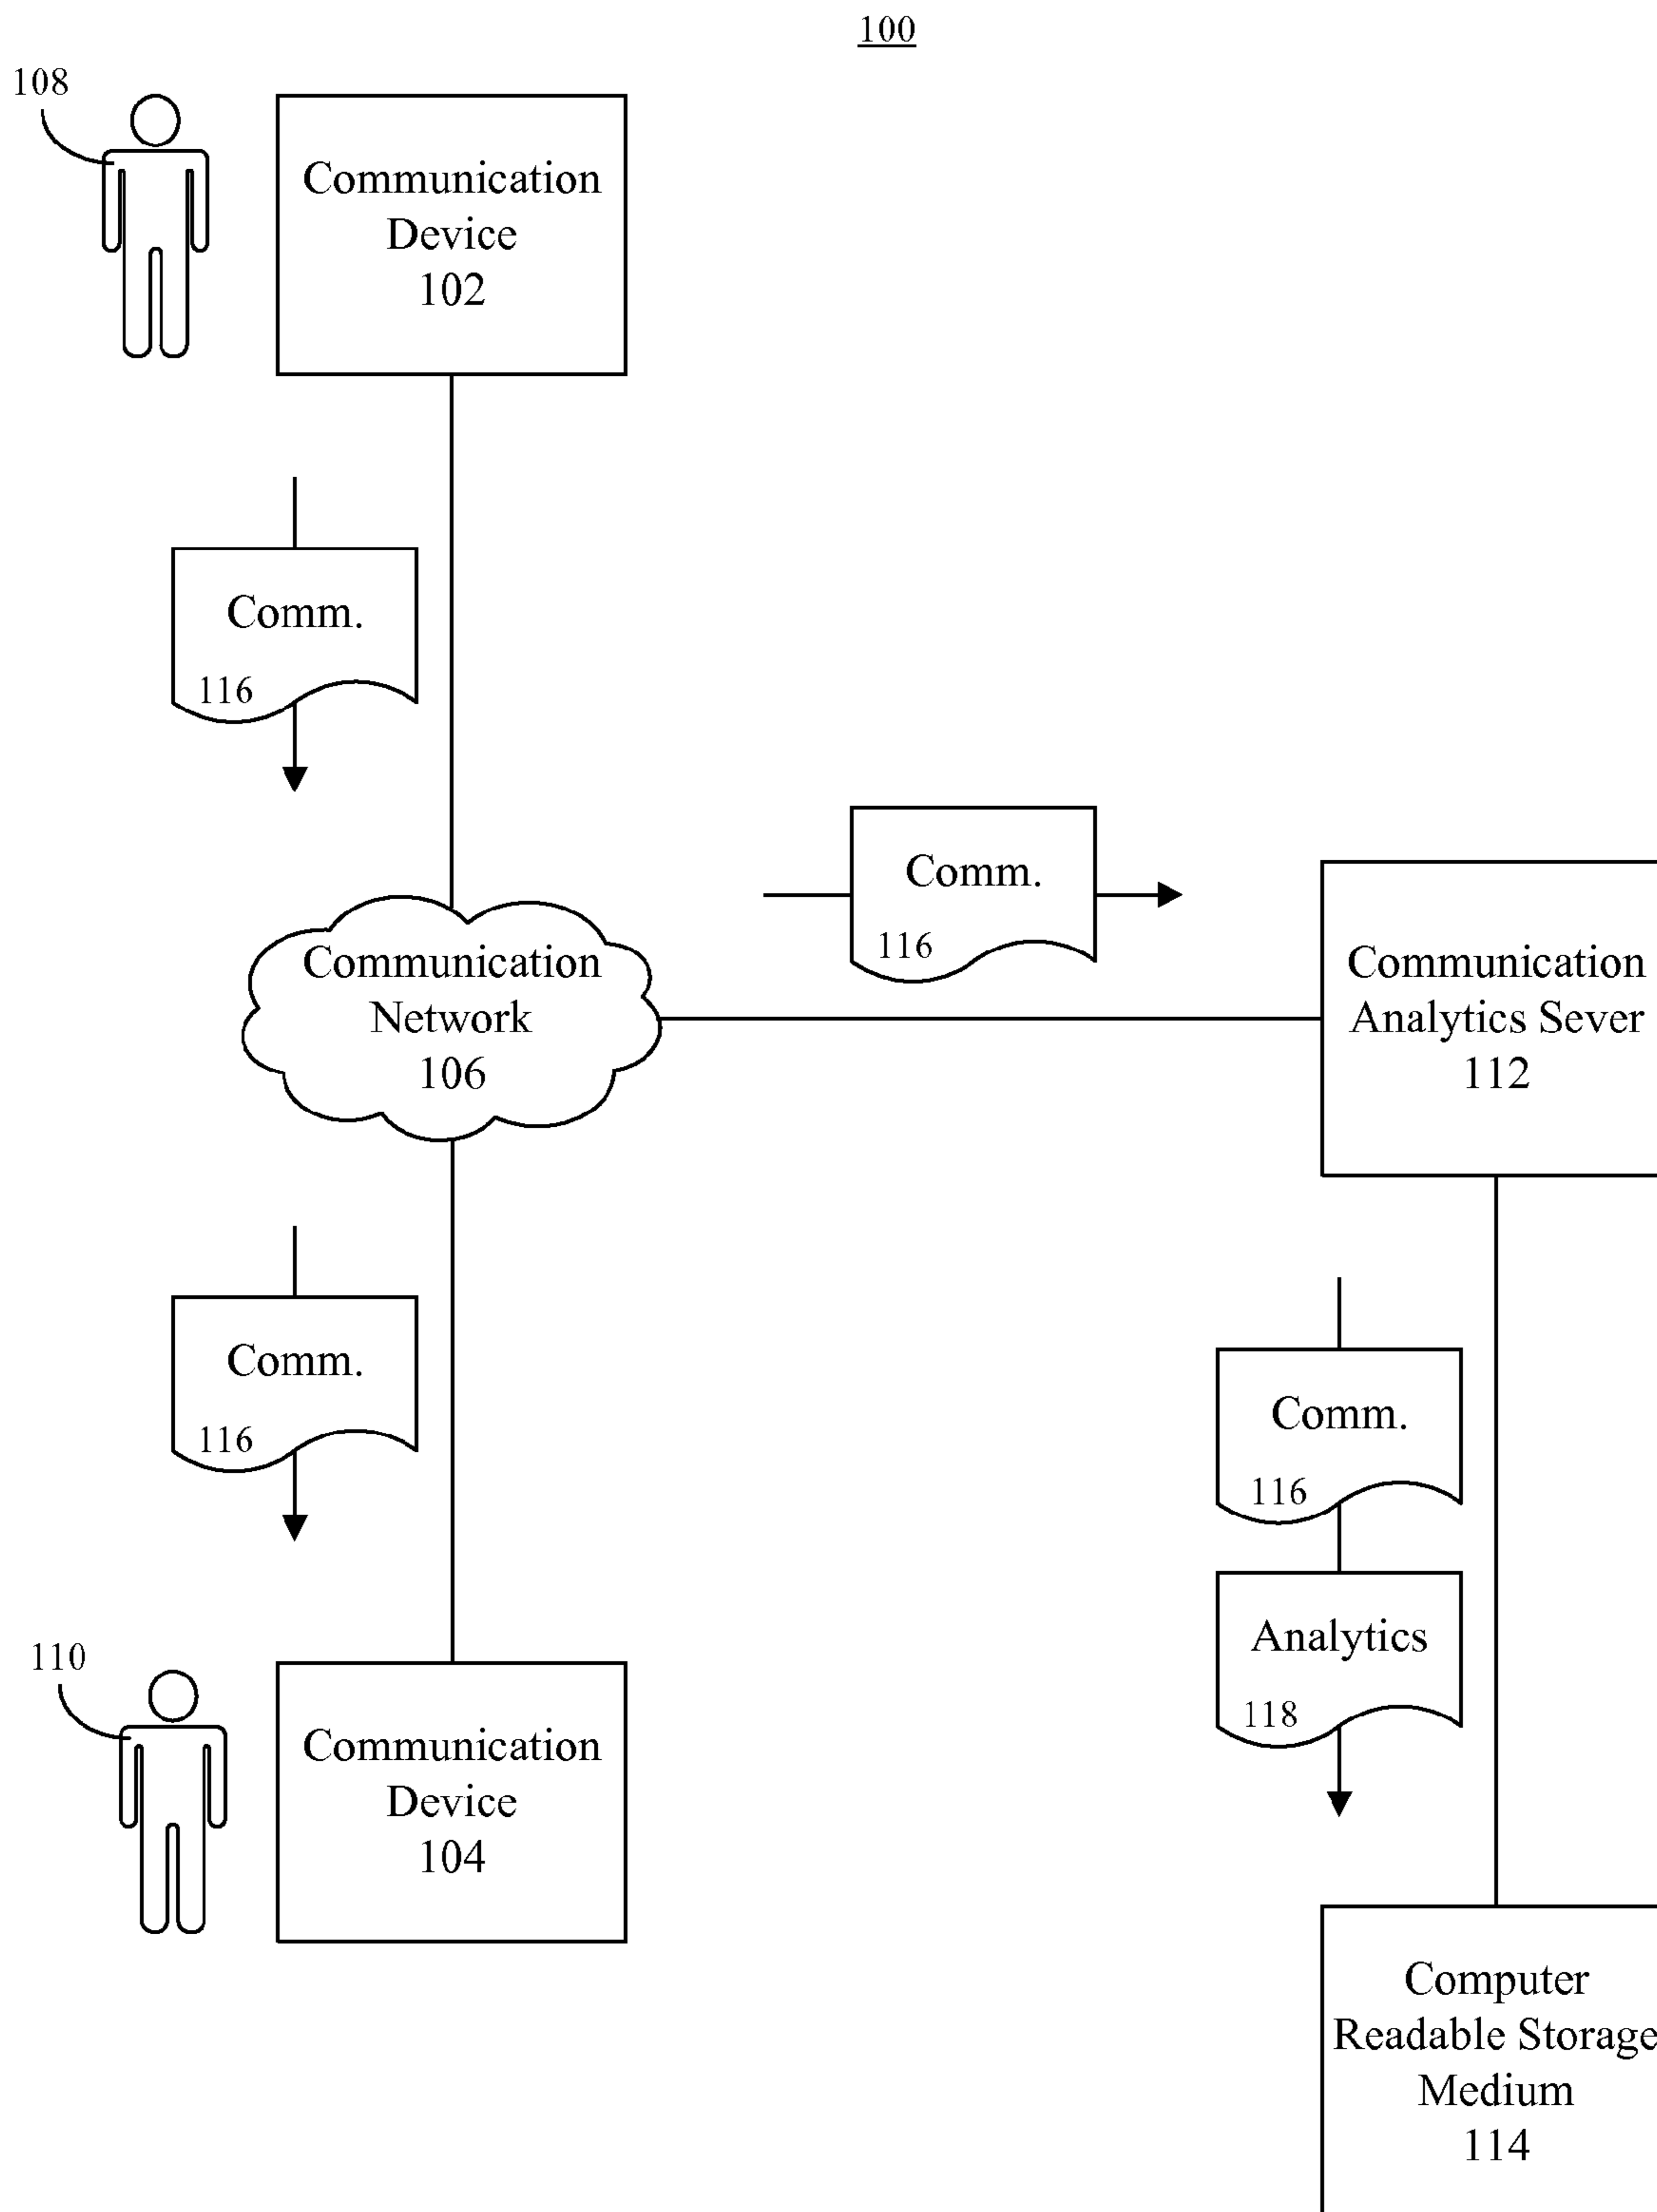 100
108
Communication
Device
102
Comm.
116
Comm.
116
Communication
Network
106
Communication
Analytics Sever
112
Comm.
116
Comm.
116
Analytics
118
110
Communication
Device
104
Computer
Readable Storage
Medium
114